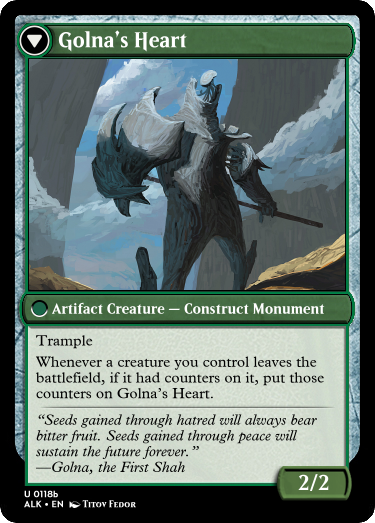 Golna's Heart
Artifact Creature — Construct Monument
Trample
Whenever a creature you control leaves the
battlefield, if it had counters on it, put those
counters on Golna's Heart.
“Seeds gained through hatred will always bear
bitter fruit. Seeds gained through peace will
sustain the future forever.”
—Golna, the First Shah
2/2
U 0118b
ALK • EN Titov Fedor